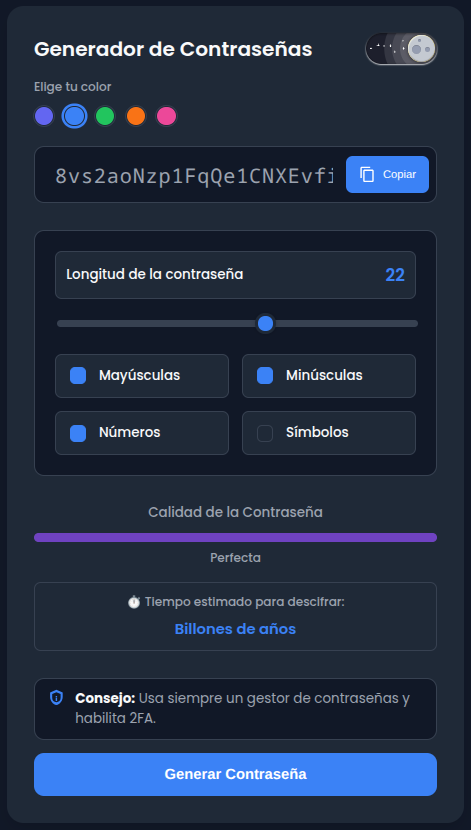 Generador de Contraseñas
Elige tu color
8vs2aoNzp1FqQe1CNXEvfi
Copiar
Longitud de la contraseña 22
Mayúsculas Minúsculas
Números Símbolos
Calidad de la Contraseña
Perfecta
⏱️ Tiempo estimado para descifrar:
Billones de años
Consejo: Usa siempre un gestor de contraseñas y
habilita 2FA.
Generar Contraseña